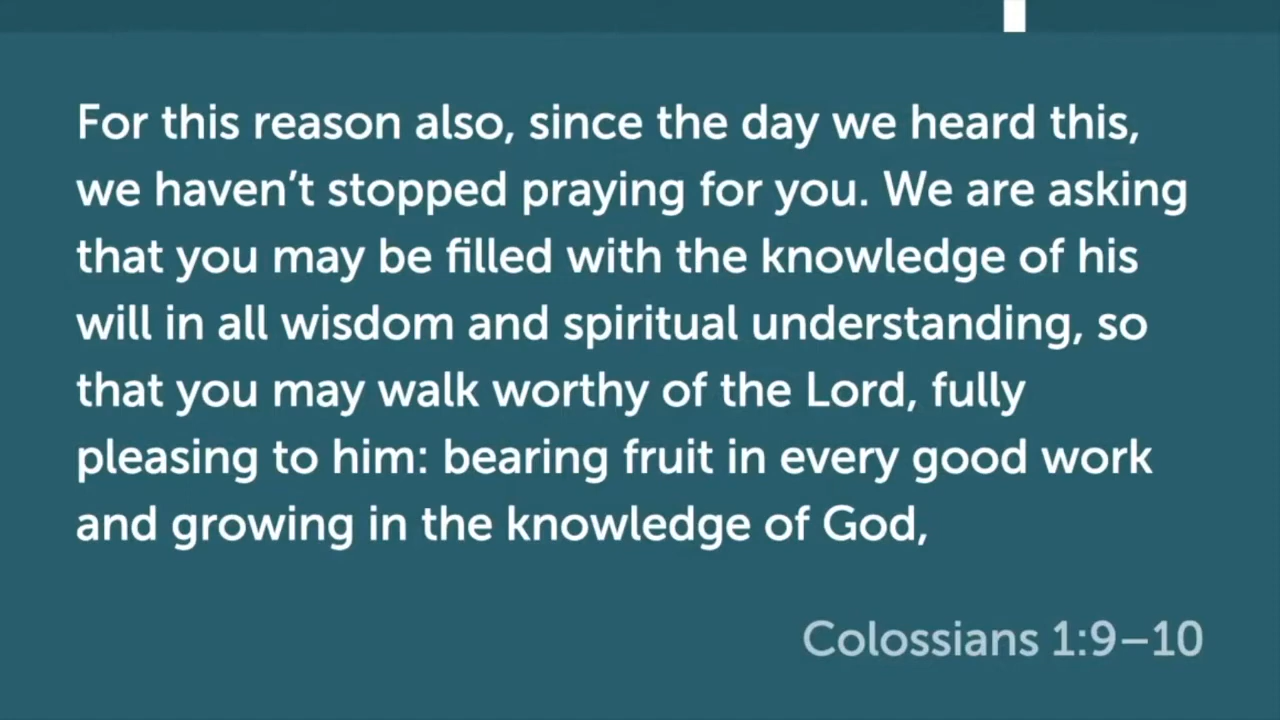 For this reason also, since the day we heard this,
we haven’t stopped praying for you. We are asking
that you may be filled with the knowledge of his
will in all wisdom and spiritual understanding, so
that you may walk worthy of the Lord, fully
pleasing to him: bearing fruit in every good work
and growing in the knowledge of God,
Colossians 1:9–10